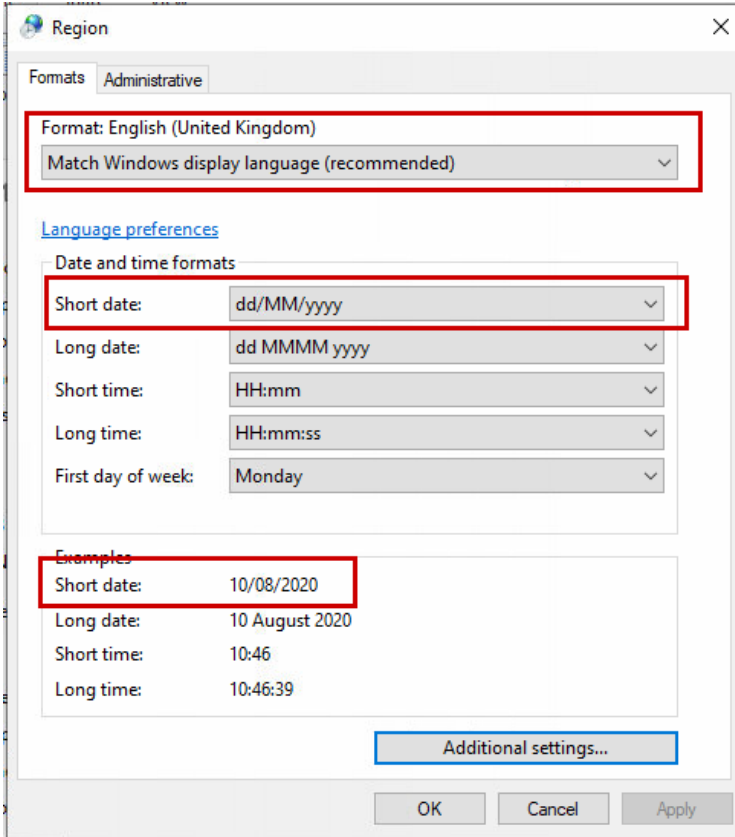 Region
Formats Administrative
Format: English (United Kingdom)
Match Windows display language (recommended)
Language preferences
Date and time formats
Short date: dd/MM/yyyy
Long date: dd MMMM yyyy
Short time: HH:mm
Long time: HH:mm:ss
First day of week: Monday
Examples
Short date: 10/08/2020
Long date: 10 August 2020
Short time: 10:46
Long time: 10:46:39
Additional settings...
OK Cancel Apply